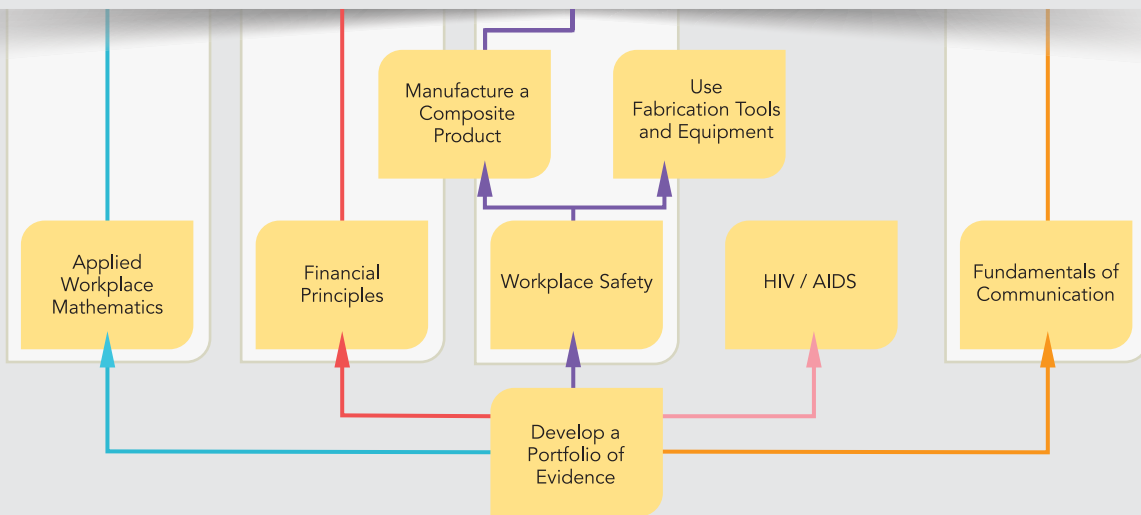 Manufacture a
Composite
Product
Use
Fabrication Tools
and Equipment
Applied
Workplace
Mathematics
Financial
Principles
Workplace Safety
HIV / AIDS
Fundamentals of
Communication
Develop a
Portfolio of
Evidence